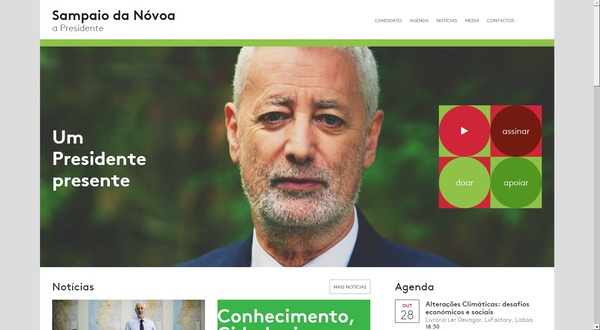 Sampaio da Nóvoa
a Presidente
CANDIDATO AGENDA NOTÍCIAS MEDIA CONTACTOS
Um
Presidente
presente
assinar
doar
apoiar
Notícias
MAIS NOTÍCIAS
Agenda
Conhecimento,
OUT
28
Alterações Climáticas: desafios
económicos e sociais
Livraria Ler Devagar, LxFactory, Lisboa
18:30